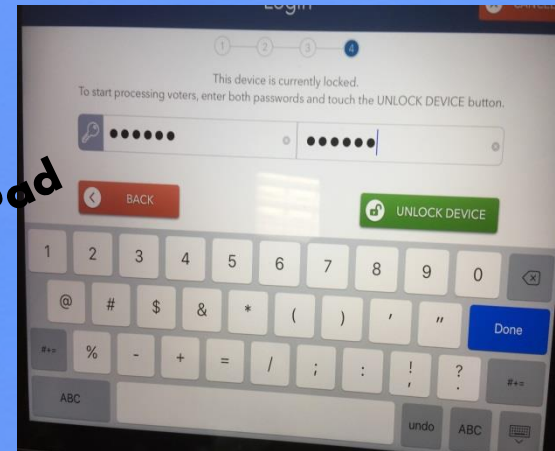 Login
CANCEL
1 2 3 4
This device is currently locked.
To start processing voters, enter both passwords and touch the UNLOCK DEVICE button.
BACK
UNLOCK DEVICE
1 2 3 4 5 6 7 8 9 0
@ # $ & * ( ) ' " Done
#+= % - + = / ; : ! , ? . #+=
ABC undo ABC